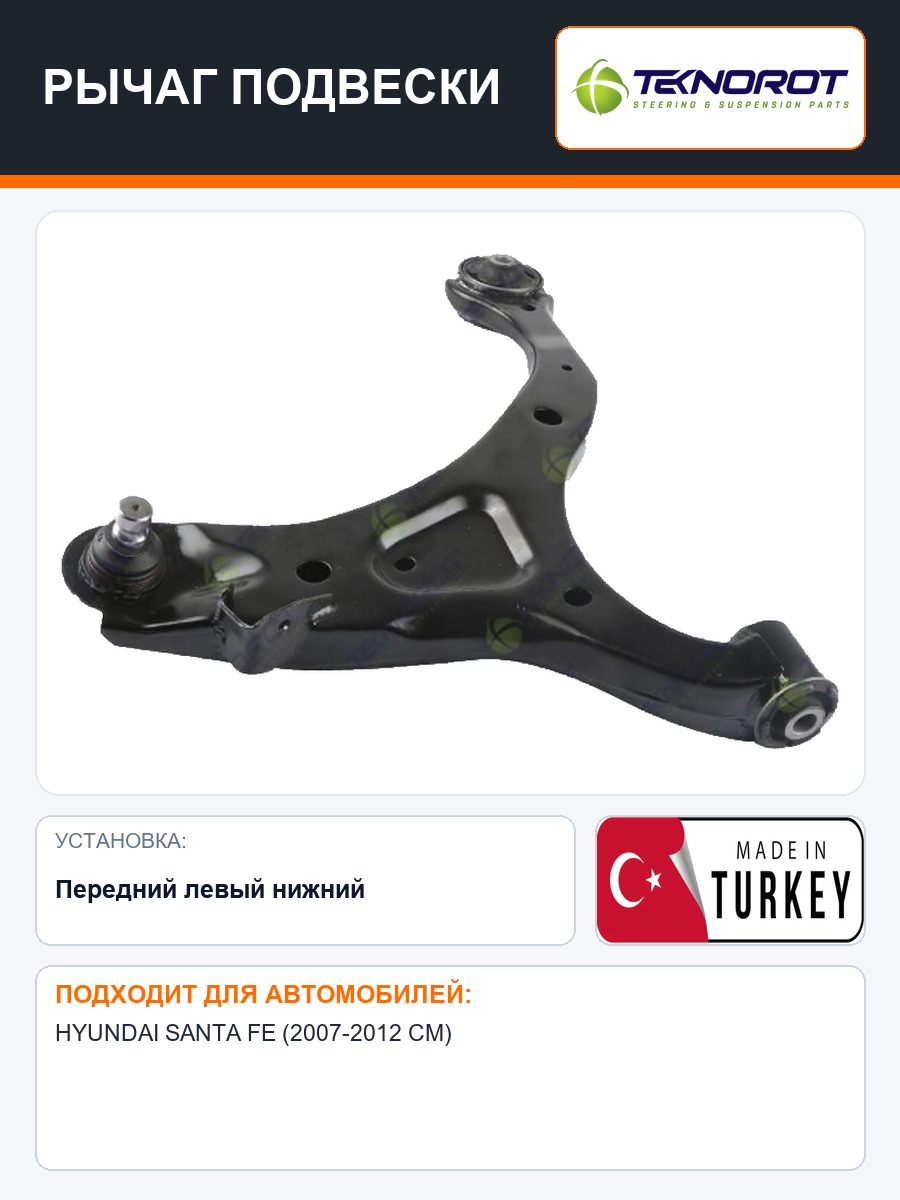 РЫЧАГ ПОДВЕСКИ
TEKNOROT
STEERING & SUSPENSION PARTS
УСТАНОВКА:
Передний левый нижний
MADE IN
TURKEY
ПОДХОДИТ ДЛЯ АВТОМОБИЛЕЙ:
HYUNDAI SANTA FE (2007-2012 CM)